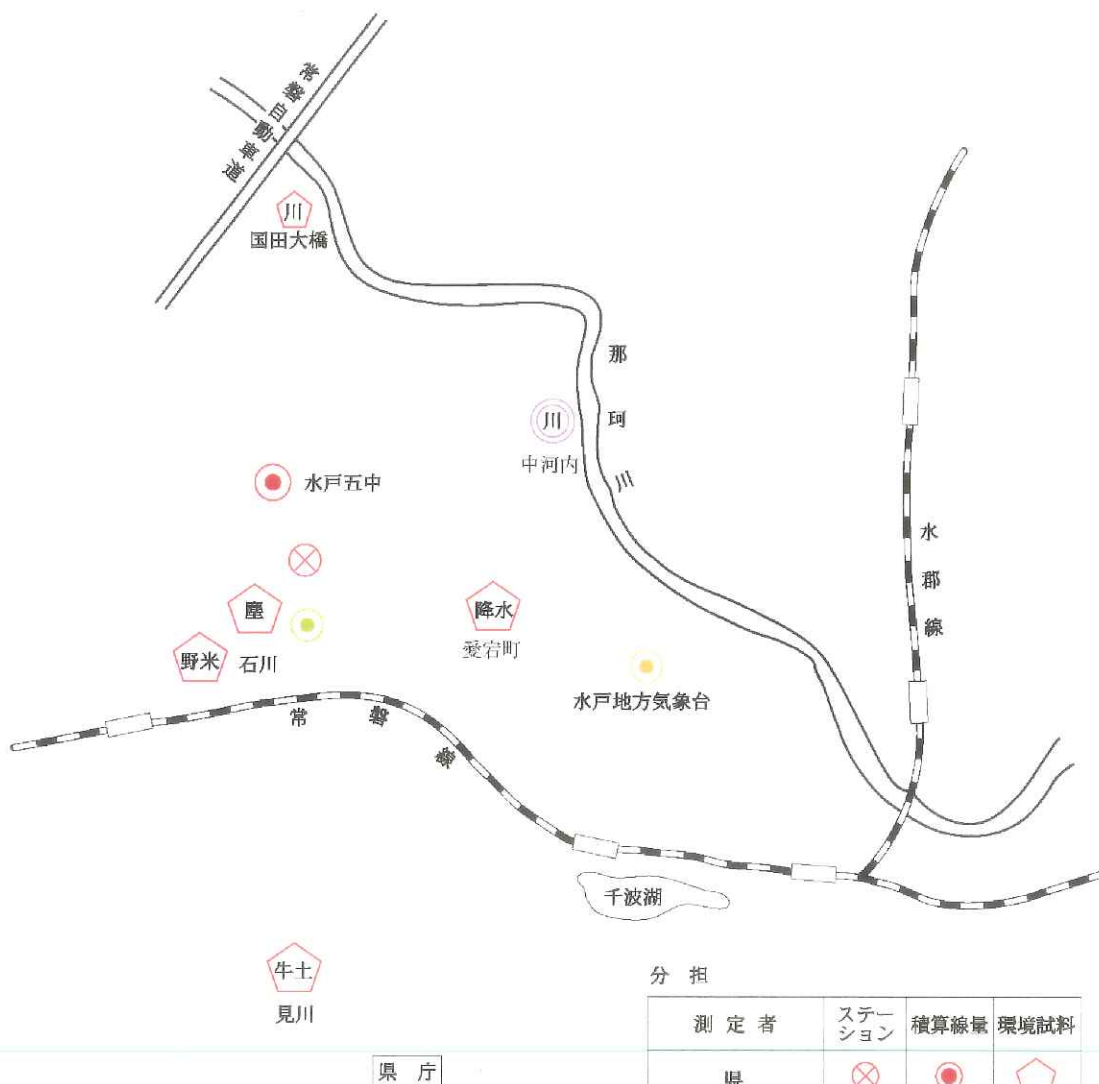 常磐自動車道
川
国田大橋
那珂川
川
中河内
水戸五中
水郡線
塵
降水
野米
石川
愛宕町
水戸地方気象台
常磐線
千波湖
牛土
見川
分担
測定者 ステーション 積算線量 環境試料
県
県庁